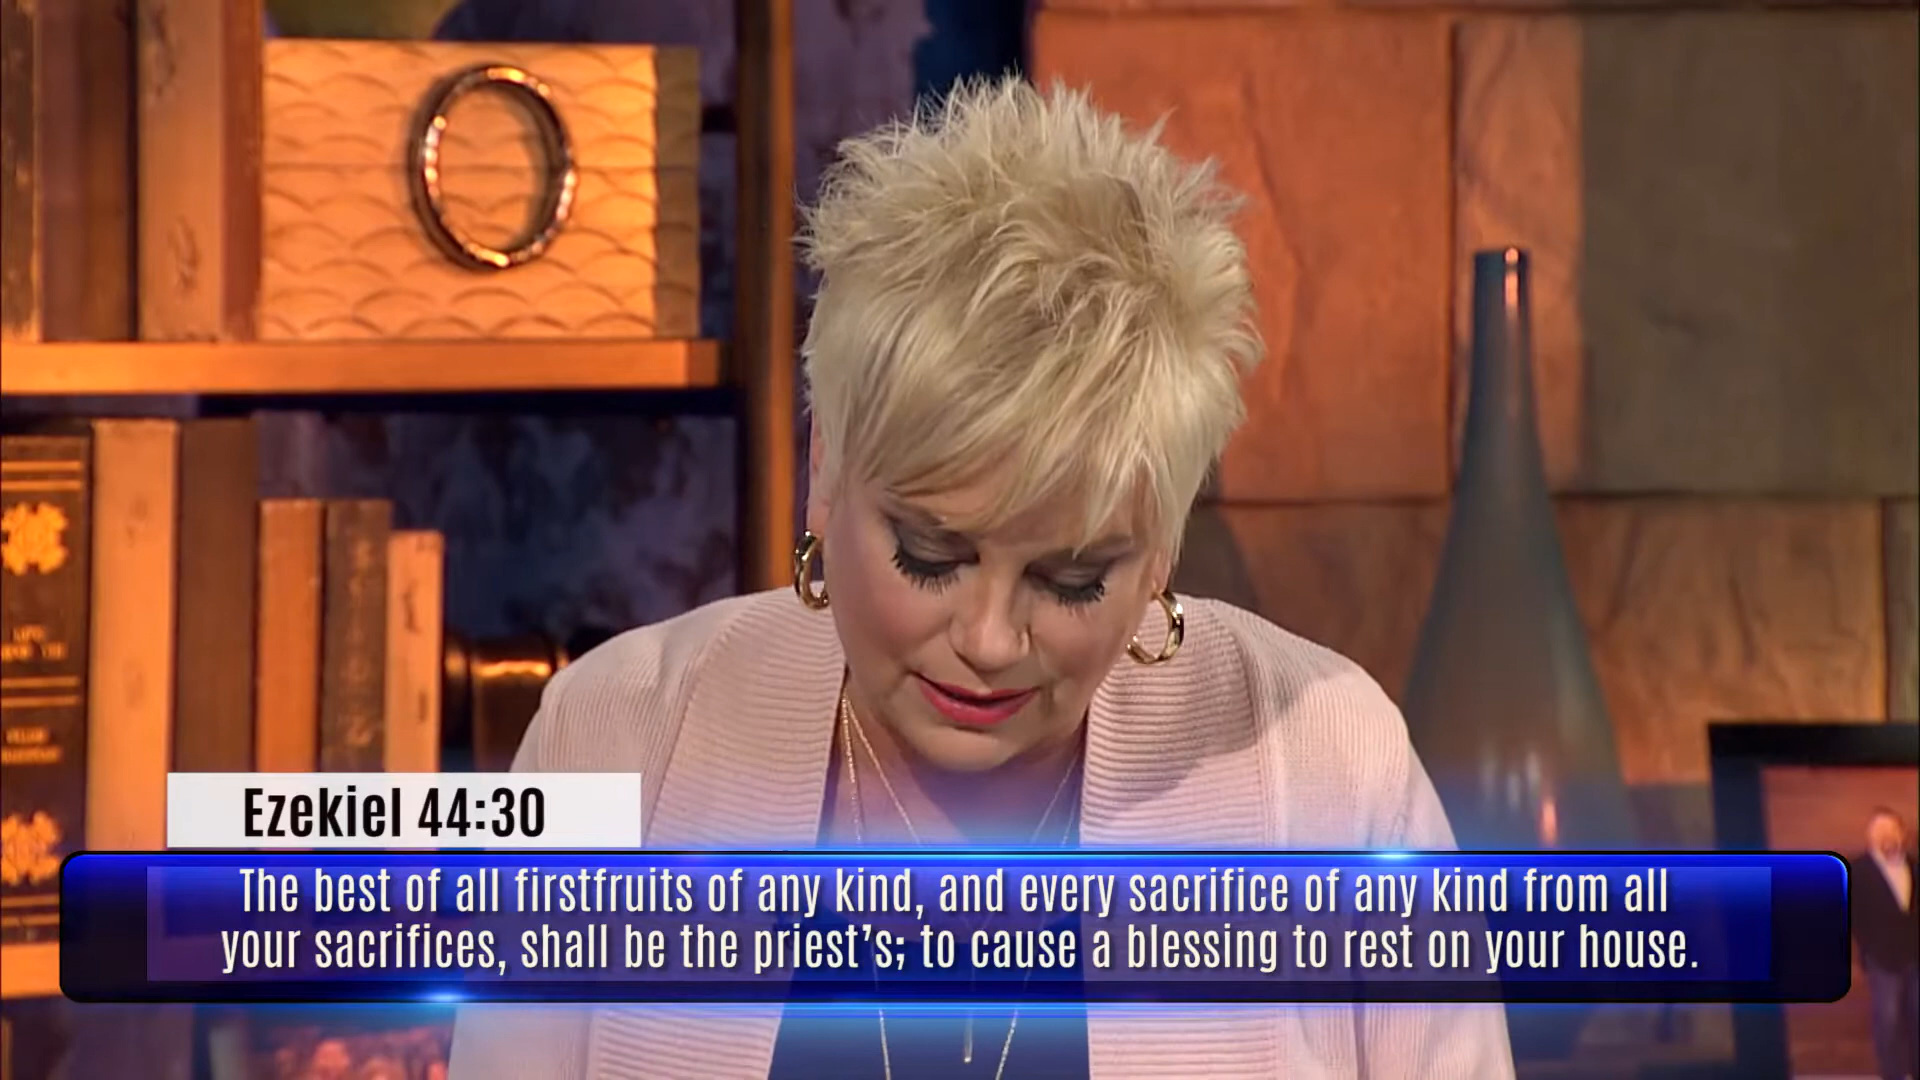 Ezekiel 44:30
The best of all firstfruits of any kind, and every sacrifice of any kind from all
your sacrifices, shall be the priest's; to cause a blessing to rest on your house.